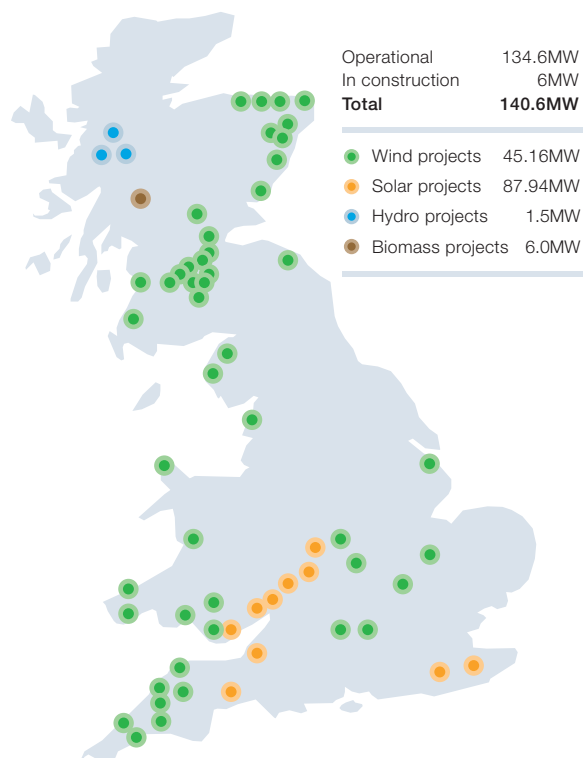 Operational 134.6MW
In construction 6MW
Total 140.6MW
Wind projects 45.16MW
Solar projects 87.94MW
Hydro projects 1.5MW
Biomass projects 6.0MW